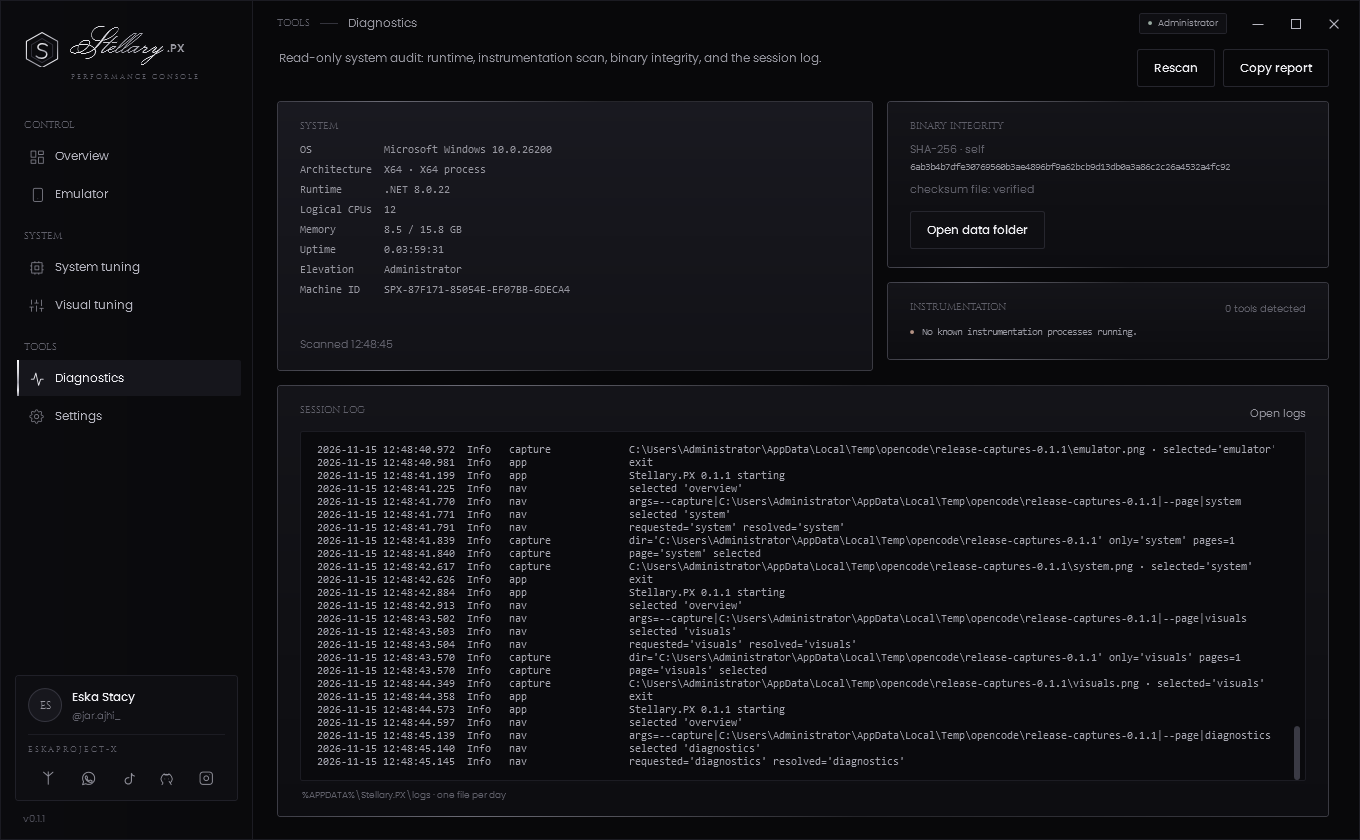 S Stellary.PX
PERFORMANCE CONSOLE
CONTROL
Overview
Emulator
SYSTEM
System tuning
Visual tuning
TOOLS
Diagnostics
Settings
ES Eska Stacy
@jar.ajhi_
ESKAPROJECT-X
v0.1.1
TOOLS — Diagnostics
• Administrator
Read-only system audit: runtime, instrumentation scan, binary integrity, and the session log.
Rescan Copy report
SYSTEM
OS Microsoft Windows 10.0.26200
Architecture X64 · X64 process
Runtime .NET 8.0.22
Logical CPUs 12
Memory 8.5 / 15.8 GB
Uptime 0.03:59:31
Elevation Administrator
Machine ID SPX-87F171-85054E-EF07BB-6DECA4
Scanned 12:48:45
BINARY INTEGRITY
SHA-256 · self
6ab3b4b7dfe30769560b3ae4896bf9a62bcb9d13db0a3a86c2c26a4532a4fc92
checksum file: verified
Open data folder
INSTRUMENTATION 0 tools detected
• No known instrumentation processes running.
SESSION LOG Open logs
2026-11-15 12:48:40.972 Info capture C:\Users\Administrator\AppData\Local\Temp\opencode\release-captures-0.1.1\emulator.png · selected='emulator'
2026-11-15 12:48:40.981 Info app exit
2026-11-15 12:48:41.199 Info app Stellary.PX 0.1.1 starting
2026-11-15 12:48:41.225 Info nav selected 'overview'
2026-11-15 12:48:41.770 Info nav args=--capture|C:\Users\Administrator\AppData\Local\Temp\opencode\release-captures-0.1.1|--page|system
2026-11-15 12:48:41.771 Info nav selected 'system'
2026-11-15 12:48:41.791 Info nav requested='system' resolved='system'
2026-11-15 12:48:41.839 Info capture dir='C:\Users\Administrator\AppData\Local\Temp\opencode\release-captures-0.1.1' only='system' pages=1
2026-11-15 12:48:41.840 Info capture page='system' selected
2026-11-15 12:48:42.617 Info capture C:\Users\Administrator\AppData\Local\Temp\opencode\release-captures-0.1.1\system.png · selected='system'
2026-11-15 12:48:42.626 Info app exit
2026-11-15 12:48:42.884 Info app Stellary.PX 0.1.1 starting
2026-11-15 12:48:42.913 Info nav selected 'overview'
2026-11-15 12:48:43.502 Info nav args=--capture|C:\Users\Administrator\AppData\Local\Temp\opencode\release-captures-0.1.1|--page|visuals
2026-11-15 12:48:43.503 Info nav selected 'visuals'
2026-11-15 12:48:43.504 Info nav requested='visuals' resolved='visuals'
2026-11-15 12:48:43.570 Info capture dir='C:\Users\Administrator\AppData\Local\Temp\opencode\release-captures-0.1.1' only='visuals' pages=1
2026-11-15 12:48:43.570 Info capture page='visuals' selected
2026-11-15 12:48:44.349 Info capture C:\Users\Administrator\AppData\Local\Temp\opencode\release-captures-0.1.1\visuals.png · selected='visuals'
2026-11-15 12:48:44.358 Info app exit
2026-11-15 12:48:44.573 Info app Stellary.PX 0.1.1 starting
2026-11-15 12:48:44.597 Info nav selected 'overview'
2026-11-15 12:48:45.139 Info nav args=--capture|C:\Users\Administrator\AppData\Local\Temp\opencode\release-captures-0.1.1|--page|diagnostics
2026-11-15 12:48:45.140 Info nav selected 'diagnostics'
2026-11-15 12:48:45.145 Info nav requested='diagnostics' resolved='diagnostics'
%APPDATA%\Stellary.PX\logs · one file per day